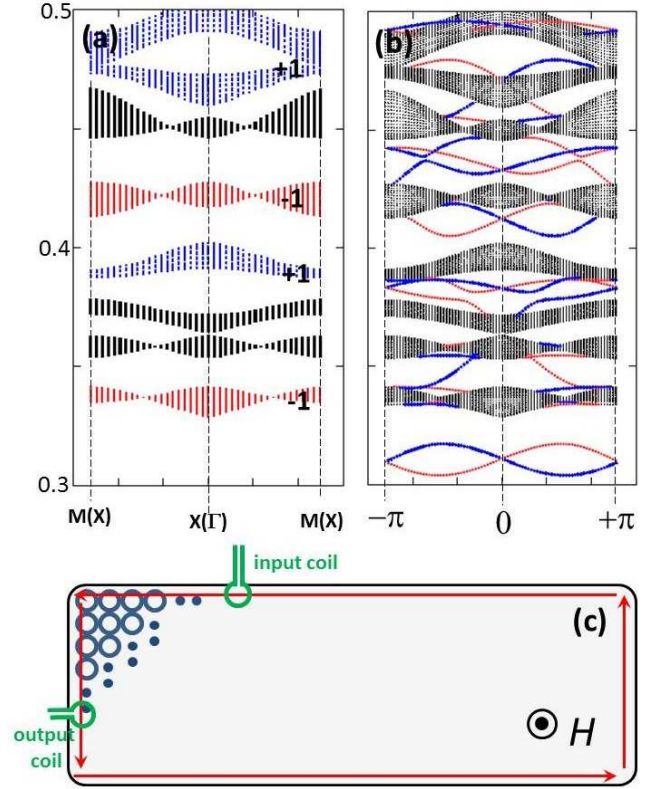 0.5
(a)
(b)
+1
-1
0.4
+1
-1
0.3
M(X)
X(Γ)
M(X)
−π
0
+π
input coil
(c)
output
coil
H